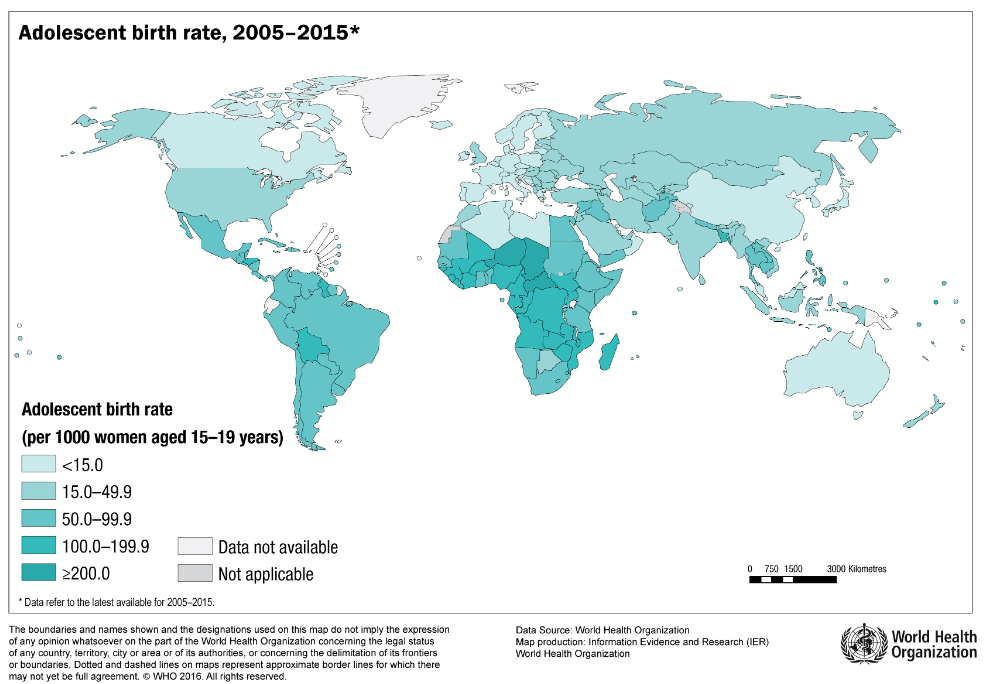 Adolescent birth rate, 2005–2015*
Adolescent birth rate
(per 1000 women aged 15–19 years)
<15.0
15.0–49.9
50.0–99.9
100.0–199.9
≥200.0
Data not available
Not applicable
0 750 1500 3000 Kilometres
* Data refer to the latest available for 2005–2015.
The boundaries and names shown and the designations used on this map do not imply the expression
of any opinion whatsoever on the part of the World Health Organization concerning the legal status
of any country, territory, city or area or of its authorities, or concerning the delimitation of its frontiers
or boundaries. Dotted and dashed lines on maps represent approximate border lines for which there
may not yet be full agreement. © WHO 2016. All rights reserved.
Data Source: World Health Organization
Map production: Information Evidence and Research (IER)
World Health Organization
World Health
Organization